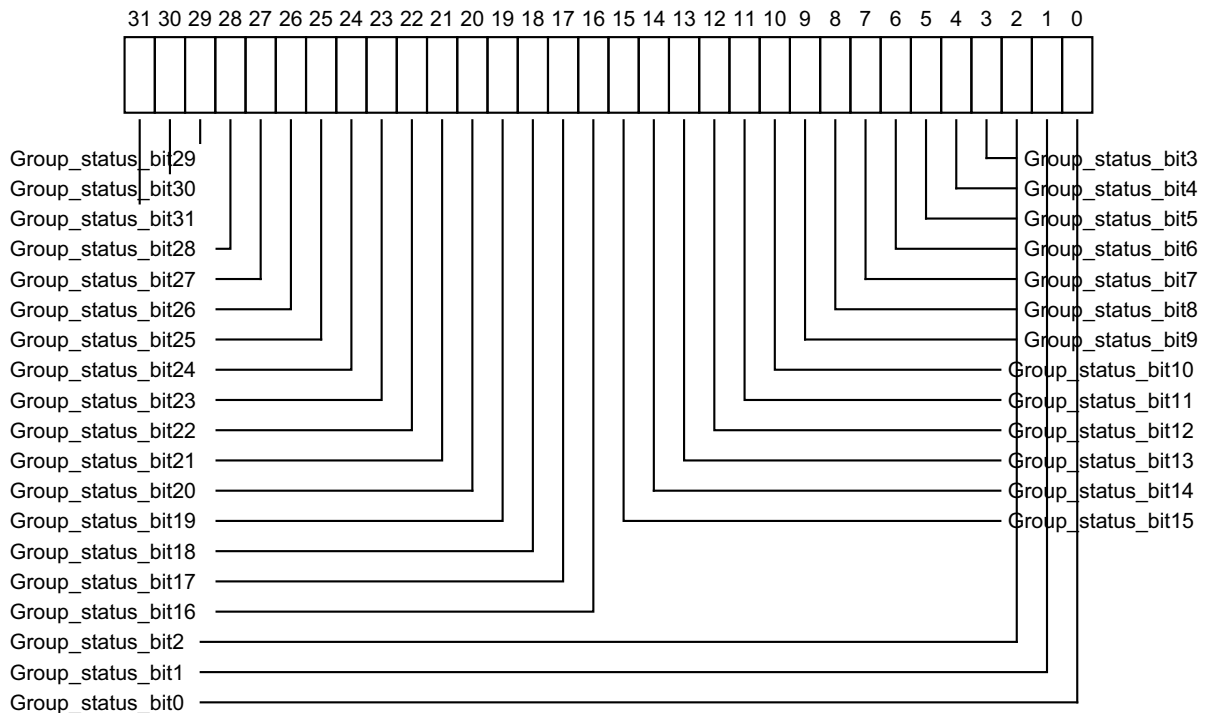 31 30 29 28 27 26 25 24 23 22 21 20 19 18 17 16 15 14 13 12 11 10 9 8 7 6 5 4 3 2 1 0
Group_status_bit29 Group_status_bit3
Group_status_bit30 Group_status_bit4
Group_status_bit31 Group_status_bit5
Group_status_bit28 Group_status_bit6
Group_status_bit27 Group_status_bit7
Group_status_bit26 Group_status_bit8
Group_status_bit25 Group_status_bit9
Group_status_bit24 Group_status_bit10
Group_status_bit23 Group_status_bit11
Group_status_bit22 Group_status_bit12
Group_status_bit21 Group_status_bit13
Group_status_bit20 Group_status_bit14
Group_status_bit19 Group_status_bit15
Group_status_bit18
Group_status_bit17
Group_status_bit16
Group_status_bit2
Group_status_bit1
Group_status_bit0